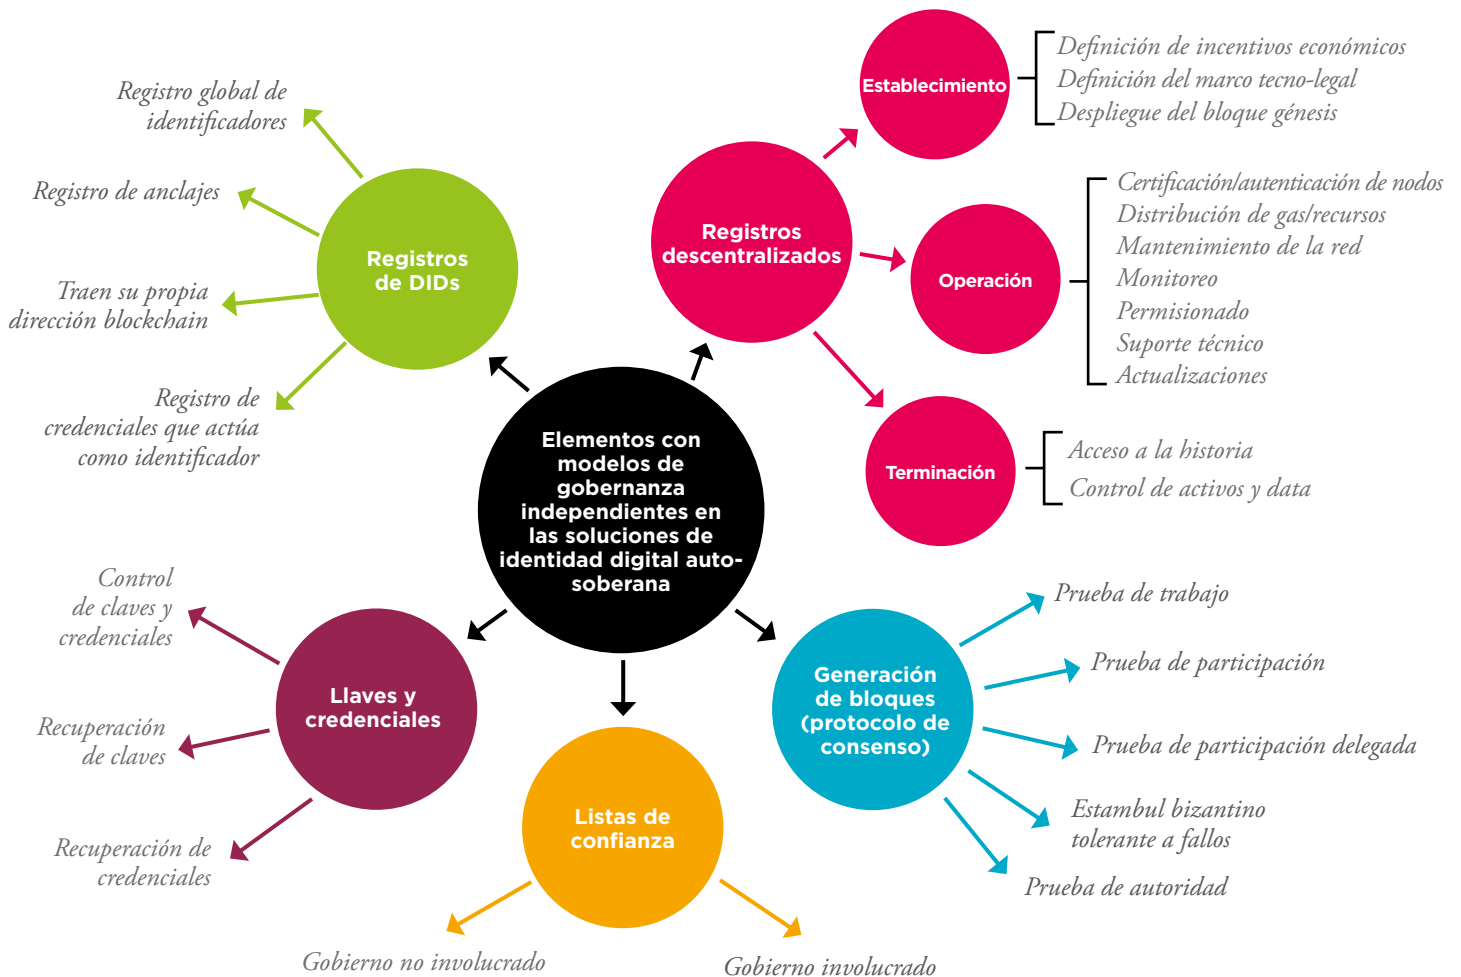 Elementos con
modelos de
gobernanza
independientes en
las soluciones de
identidad digital auto-
soberana
Registros
de DIDs
Registro global de
identificadores
Registro de anclajes
Traen su propia
dirección blockchain
Registro de
credenciales que actúa
como identificador
Registros
descentralizados
Establecimiento
Definición de incentivos económicos
Definición del marco tecno-legal
Despliegue del bloque génesis
Operación
Certificación/autenticación de nodos
Distribución de gas/recursos
Mantenimiento de la red
Monitoreo
Permisionado
Suporte técnico
Actualizaciones
Terminación
Acceso a la historia
Control de activos y data
Generación
de bloques
(protocolo de
consenso)
Prueba de trabajo
Prueba de participación
Prueba de participación delegada
Estambul bizantino
tolerante a fallos
Prueba de autoridad
Listas de
confianza
Gobierno no involucrado
Gobierno involucrado
Llaves y
credenciales
Control
de claves y
credenciales
Recuperación
de claves
Recuperación de
credenciales